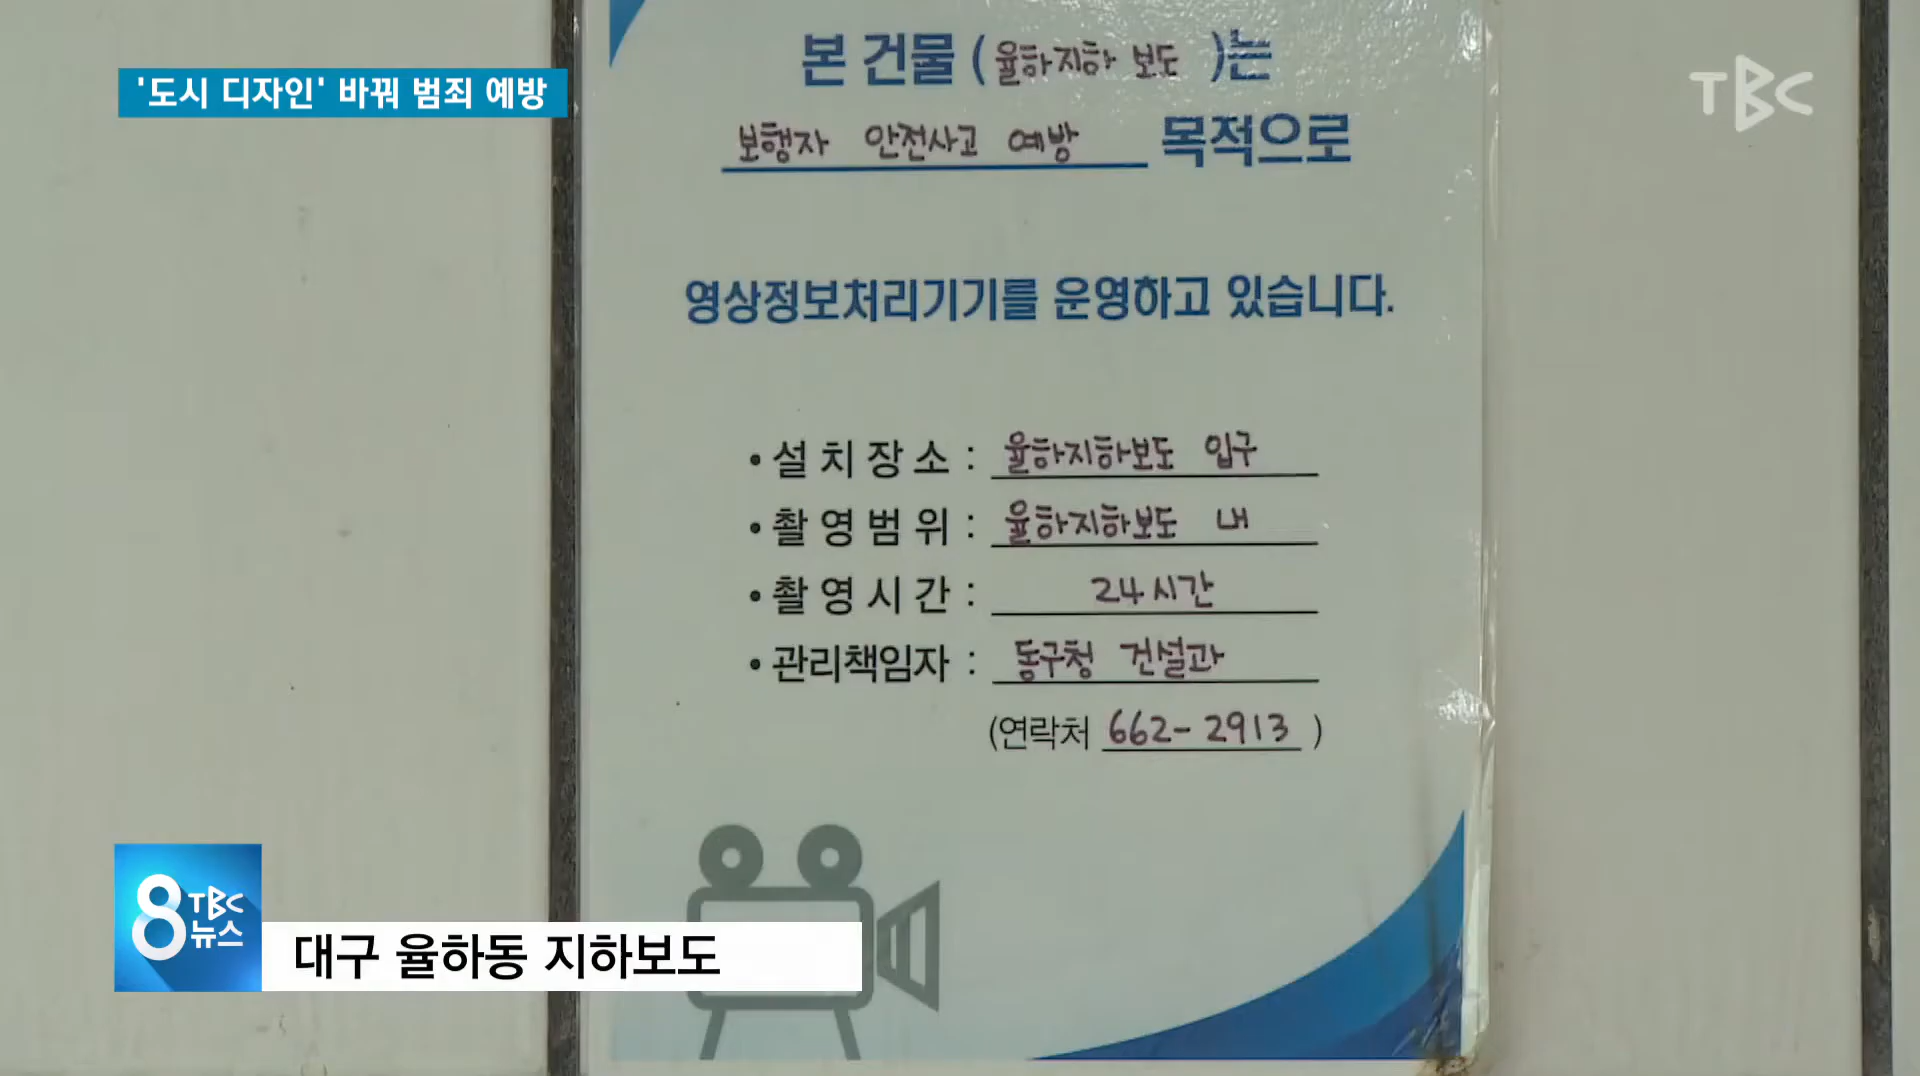 '도시 디자인' 바꿔 범죄 예방
TBC
본 건물 (율하지하 보도 )는
보행자 안전사고 예방 목적으로
영상정보처리기기를 운영하고 있습니다.
• 설치장소 : 율하지하보도 입구
• 촬영범위 : 율하지하보도 내
• 촬영시간 : 24시간
• 관리책임자 : 동구청 건설과
(연락처 662-2913 )
8 TBC 뉴스
대구 율하동 지하보도